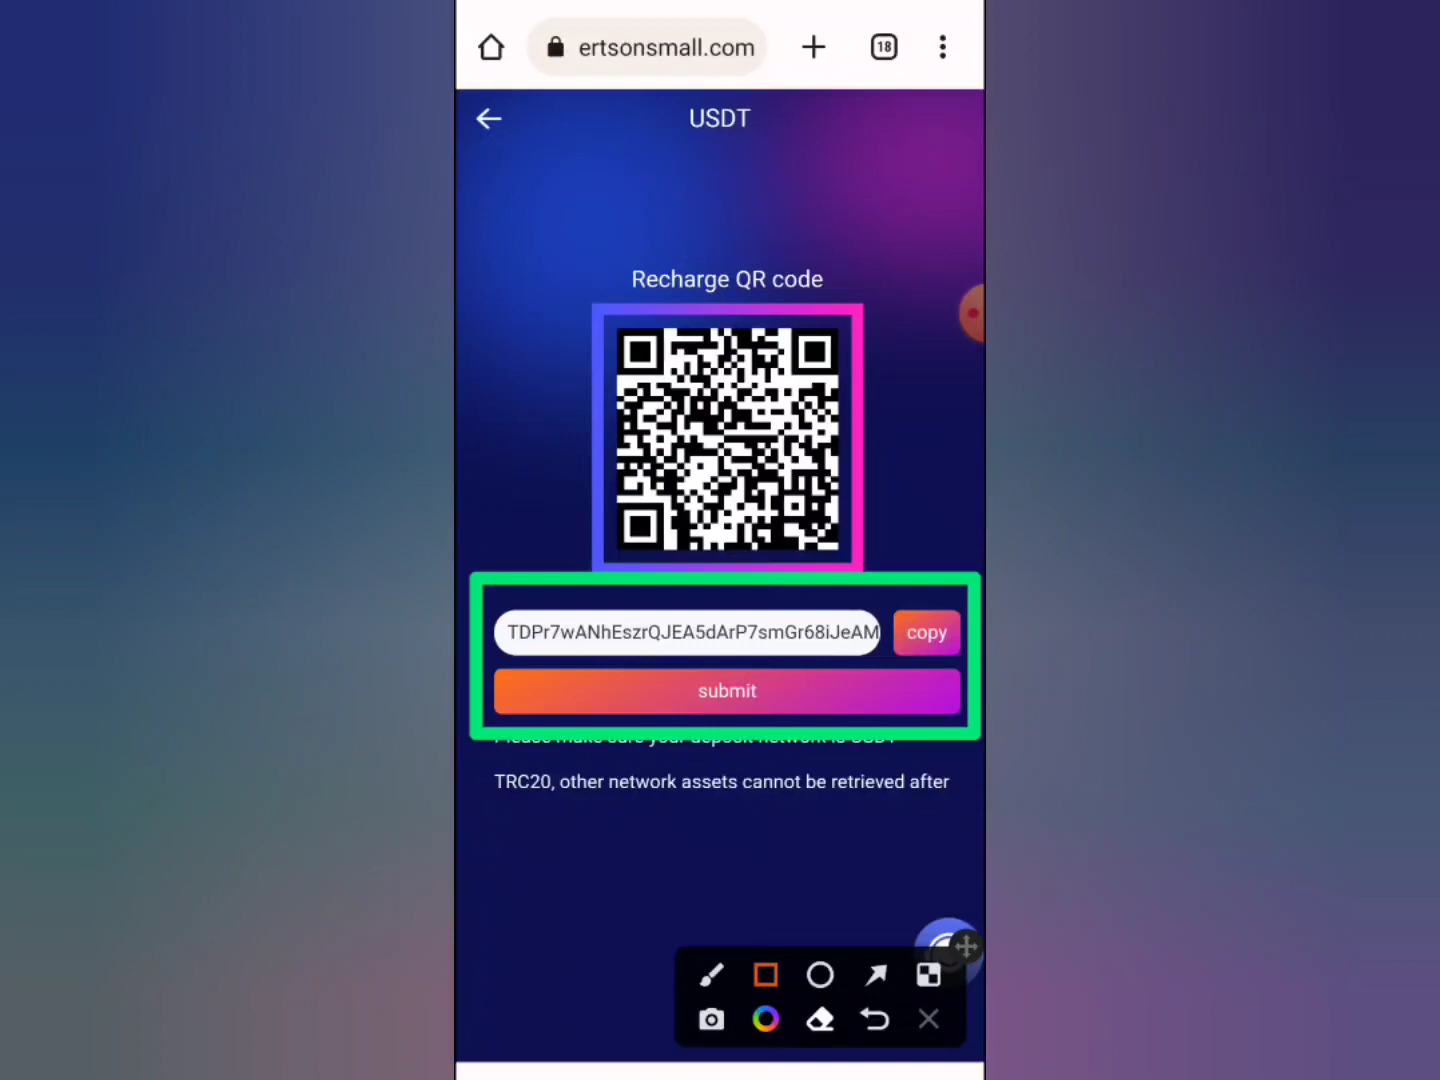 ertsonsmall.com
18
USDT
Recharge QR code
TDPr7wANhEszrQJEA5dArP7smGr68iJeAM
copy
submit
Please make sure your deposit network is USDT
TRC20, other network assets cannot be retrieved after